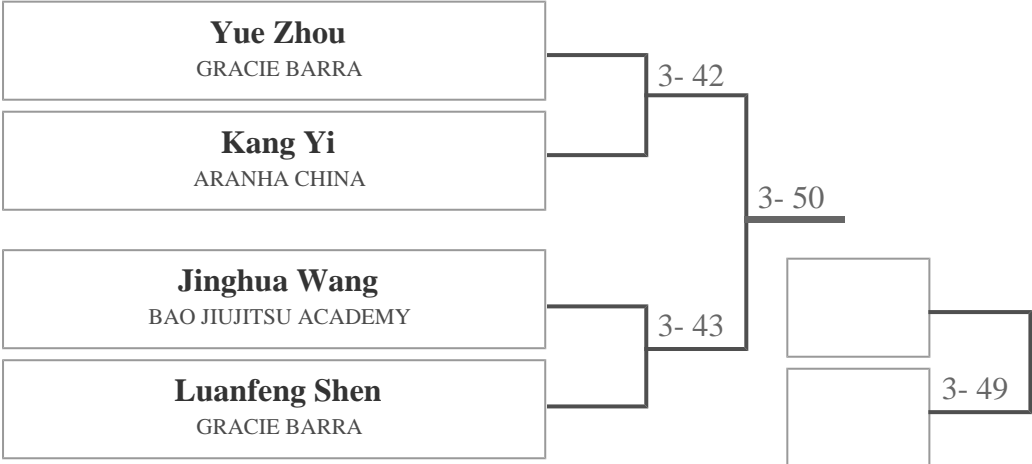 Yue Zhou
GRACIE BARRA
3- 42
Kang Yi
ARANHA CHINA
3- 50
Jinghua Wang
BAO JIUJITSU ACADEMY
3- 43
Luanfeng Shen
GRACIE BARRA
3- 49